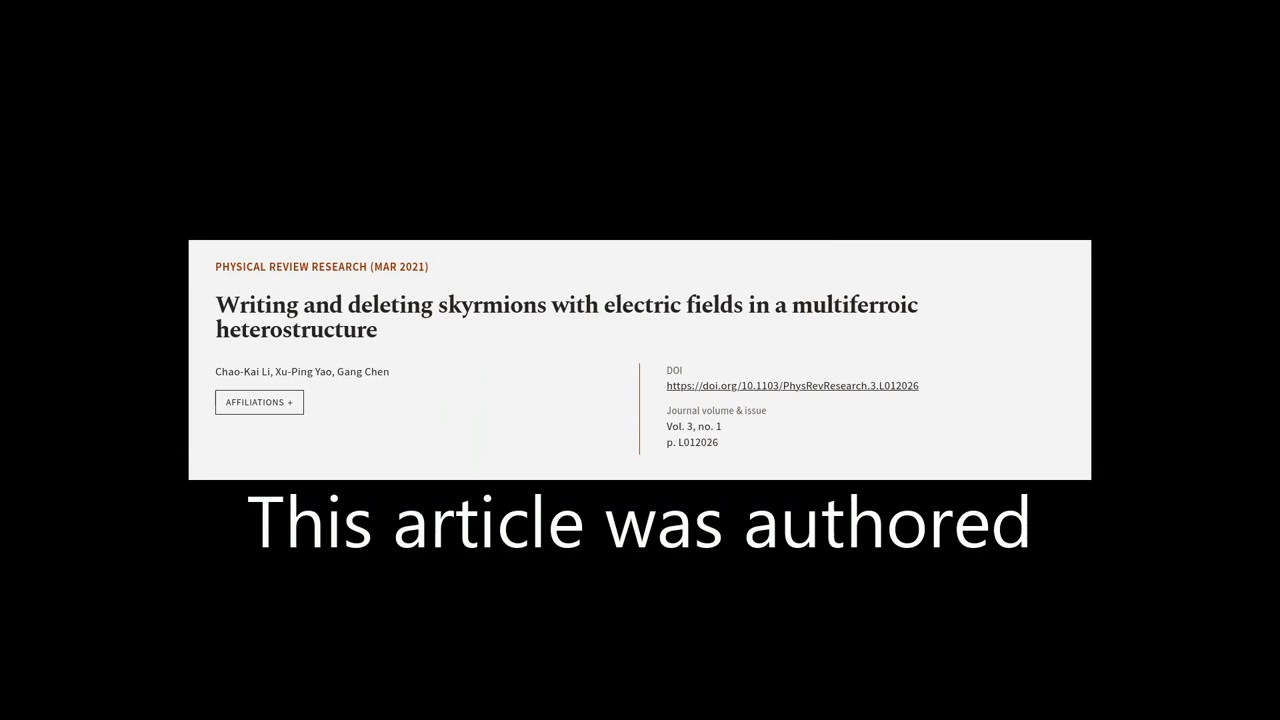 PHYSICAL REVIEW RESEARCH (MAR 2021)
Writing and deleting skyrmions with electric fields in a multiferroic
heterostructure
Chao-Kai Li, Xu-Ping Yao, Gang Chen
AFFILIATIONS +
DOI
https://doi.org/10.1103/PhysRevResearch.3.L012026
Journal volume & issue
Vol. 3, no. 1
p. L012026
This article was authored